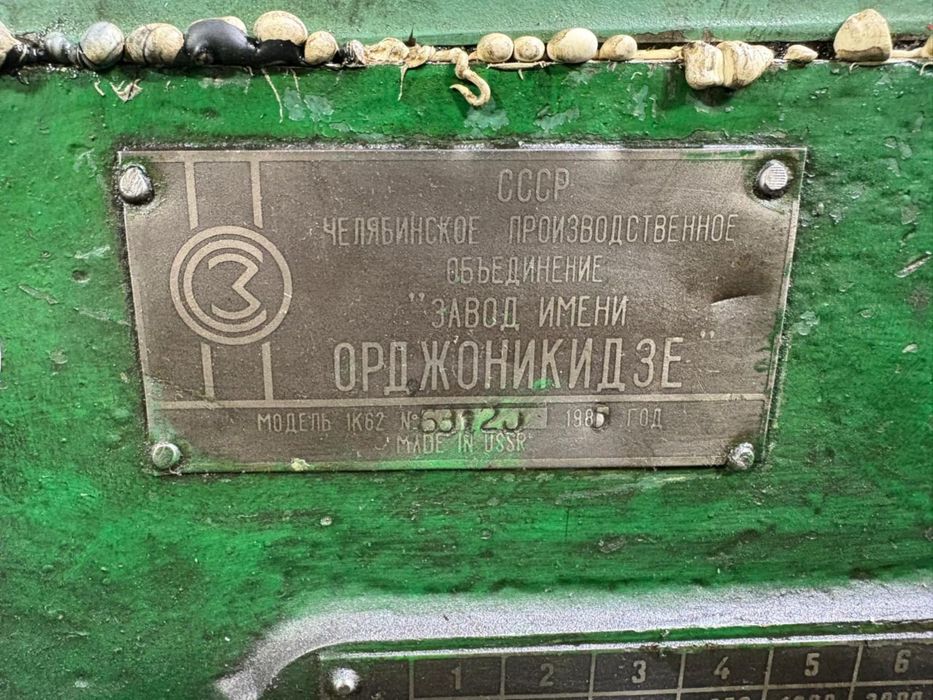 СССР
ЧЕЛЯБИНСКОЕ ПРОИЗВОДСТВЕННОЕ
ОБЪЕДИНЕНИЕ
"ЗАВОД ИМЕНИ
ОРДЖОНИКИДЗЕ"
МОДЕЛЬ 1К62 № 1985 ГОД
MADE IN USSR
1 2 3 4 5 6